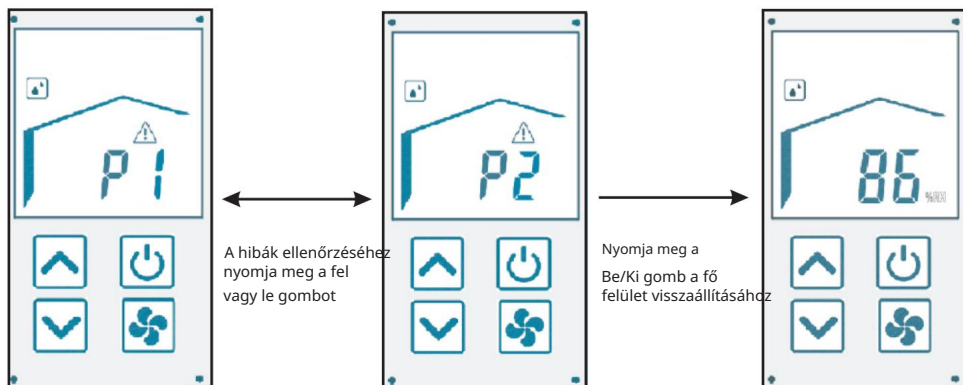 P1
A hibák ellenőrzéséhez
nyomja meg a fel
vagy le gombot
P2
Nyomja meg a
Be/Ki gomb a fő
felület visszaállításához
86